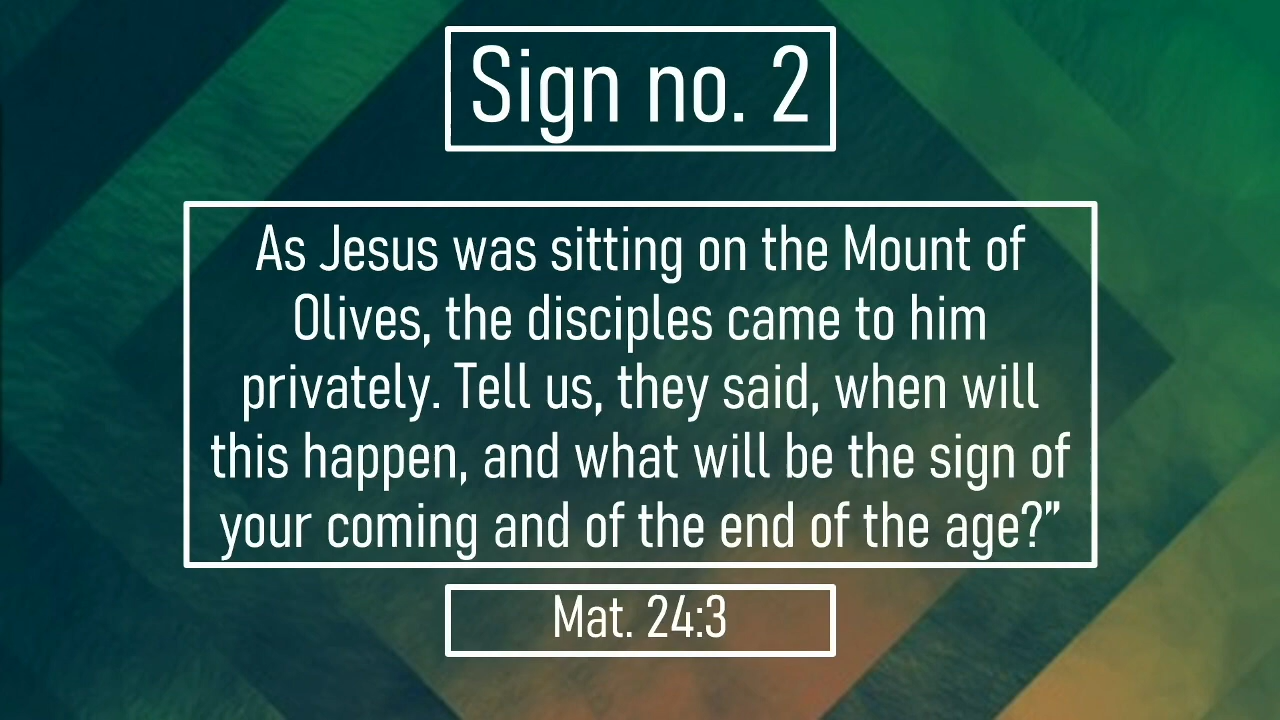 Sign no. 2
As Jesus was sitting on the Mount of
Olives, the disciples came to him
privately. Tell us, they said, when will
this happen, and what will be the sign of
your coming and of the end of the age?”
Mat. 24:3